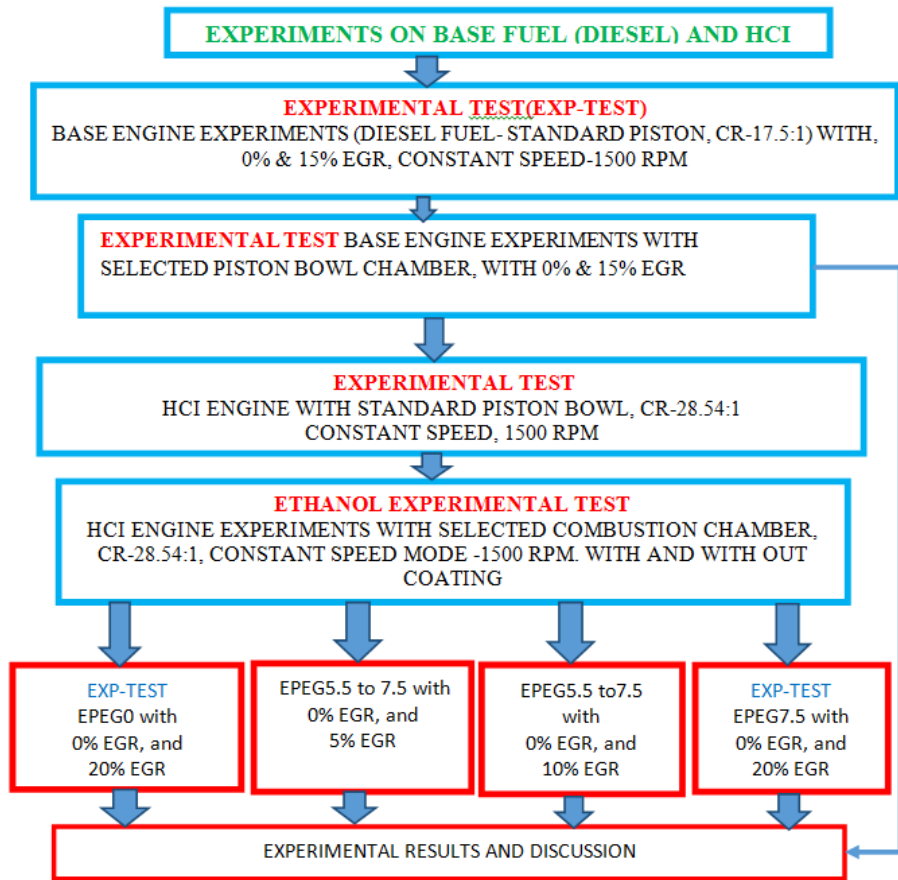 EXPERIMENTS ON BASE FUEL (DIESEL) AND HCI
EXPERIMENTAL TEST(EXP-TEST)
BASE ENGINE EXPERIMENTS (DIESEL FUEL- STANDARD PISTON, CR-17.5:1) WITH,
0% & 15% EGR, CONSTANT SPEED-1500 RPM
EXPERIMENTAL TEST BASE ENGINE EXPERIMENTS WITH
SELECTED PISTON BOWL CHAMBER, WITH 0% & 15% EGR
EXPERIMENTAL TEST
HCI ENGINE WITH STANDARD PISTON BOWL, CR-28.54:1
CONSTANT SPEED, 1500 RPM
ETHANOL EXPERIMENTAL TEST
HCI ENGINE EXPERIMENTS WITH SELECTED COMBUSTION CHAMBER,
CR-28.54:1, CONSTANT SPEED MODE -1500 RPM. WITH AND WITH OUT
COATING
EXP-TEST
EPEG0 with
0% EGR, and
20% EGR
EPEG5.5 to 7.5 with
0% EGR, and
5% EGR
EPEG5.5 to7.5
with
0% EGR, and
10% EGR
EXP-TEST
EPEG7.5 with
0% EGR, and
20% EGR
EXPERIMENTAL RESULTS AND DISCUSSION